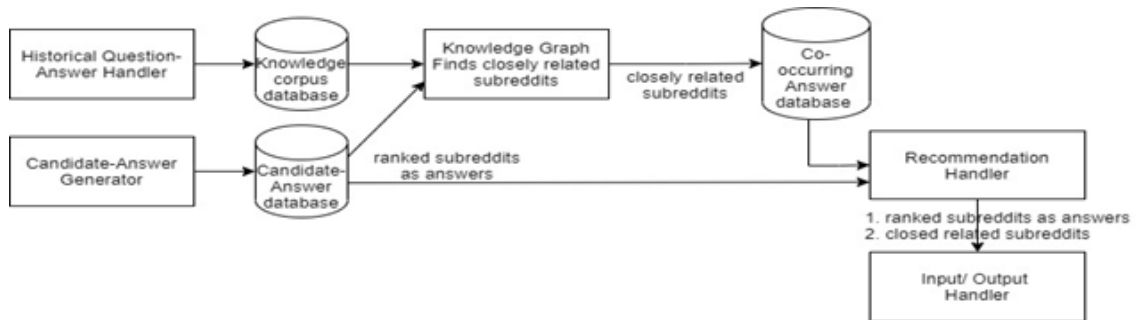 Historical Question-
Answer Handler
Knowledge
corpus
database
Knowledge Graph
Finds closely related
subreddits
closely related
subreddits
Co-
occurring
Answer
database
Candidate-Answer
Generator
Candidate-
Answer
database
ranked subreddits
as answers
Recommendation
Handler
1. ranked subreddits as answers
2. closed related subreddits
Input/ Output
Handler